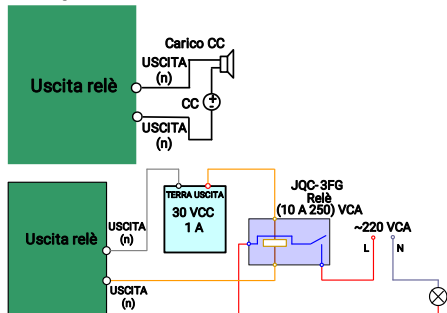 Carico CC
USCITA
(n)
Uscita relè
CC
+
-
USCITA
(n)
TERRA USCITA
30 VCC
1 A
JQC-3FG
Relè
(10 A 250) VCA
~220 VCA
L N
Uscita relè
USCITA
(n)
USCITA
(n)